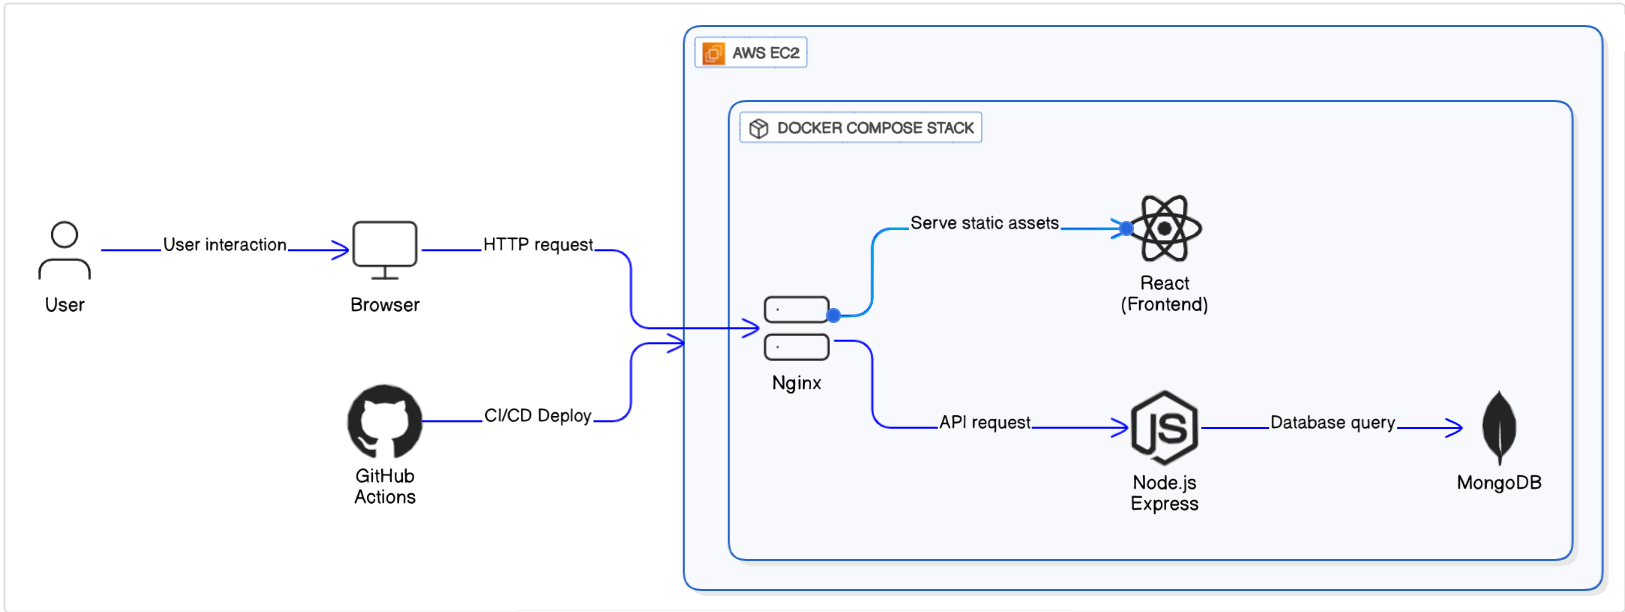 AWS EC2
DOCKER COMPOSE STACK
User interaction
HTTP request
Serve static assets
User
Browser
React
(Frontend)
Nginx
CI/CD Deploy
API request
Database query
JS
GitHub
Actions
Node.js
Express
MongoDB